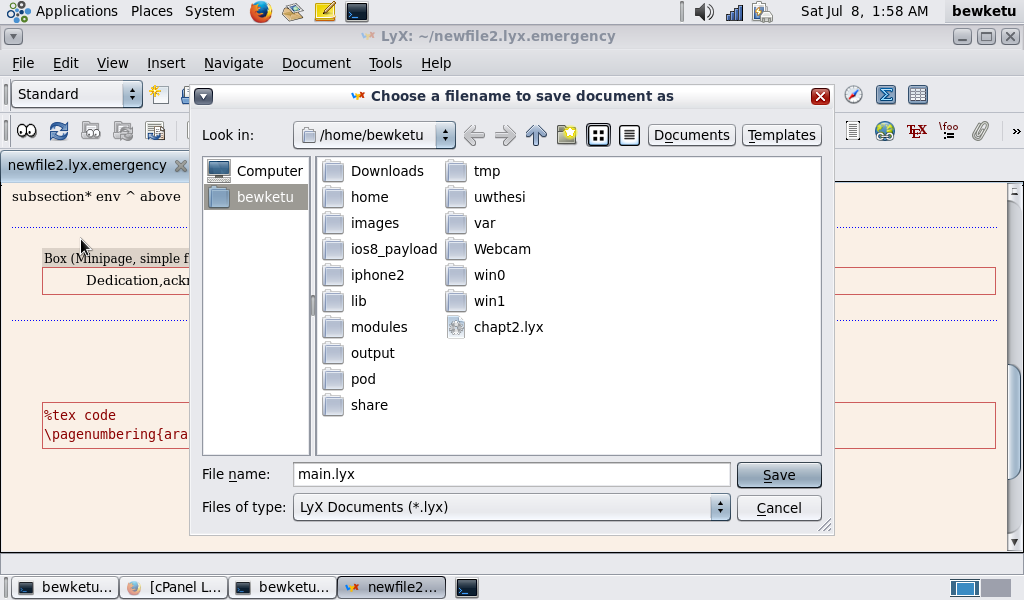 Applications Places System Sat Jul 8, 1:58 AM bewketu
LyX: ~/newfile2.lyx.emergency
File Edit View Insert Navigate Document Tools Help
Standard
Choose a filename to save document as
Look in: /home/bewketu Documents Templates
TEX \foo »
newfile2.lyx.emergency
Computer
bewketu
Downloads
home
images
ios8_payload
iphone2
lib
modules
output
pod
share
tmp
uwthesi
var
Webcam
win0
win1
chapt2.lyx
subsection* env ^ above
Box (Minipage, simple f
Dedication,ackn
%tex code
\pagenumbering{ara
File name: main.lyx Save
Files of type: LyX Documents (*.lyx) Cancel
bewketu... [cPanel L... bewketu... newfile2...